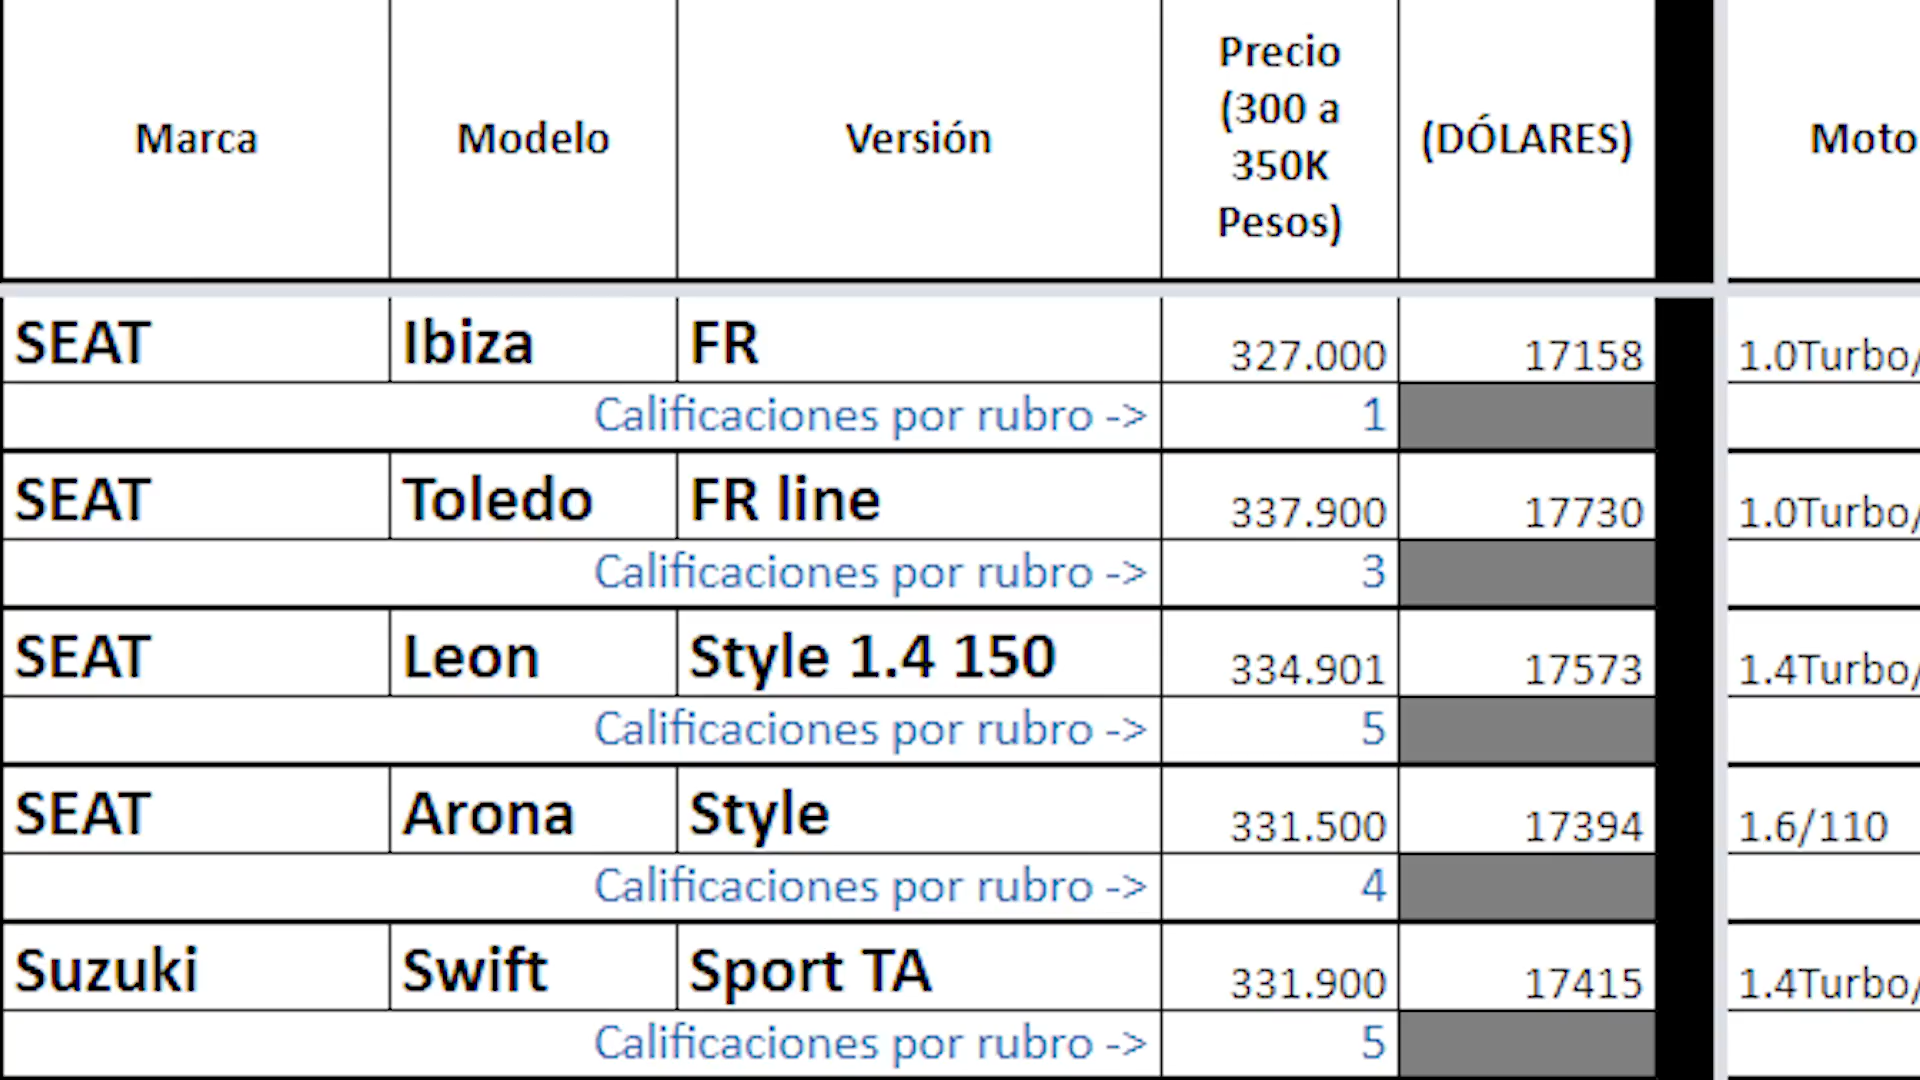 Marca Modelo Versión Precio (300 a 350K Pesos) (DÓLARES) Moto
SEAT Ibiza FR 327.000 17158 1.0Turbo/
Calificaciones por rubro -> 1
SEAT Toledo FR line 337.900 17730 1.0Turbo/
Calificaciones por rubro -> 3
SEAT Leon Style 1.4 150 334.901 17573 1.4Turbo/
Calificaciones por rubro -> 5
SEAT Arona Style 331.500 17394 1.6/110
Calificaciones por rubro -> 4
Suzuki Swift Sport TA 331.900 17415 1.4Turbo/
Calificaciones por rubro -> 5